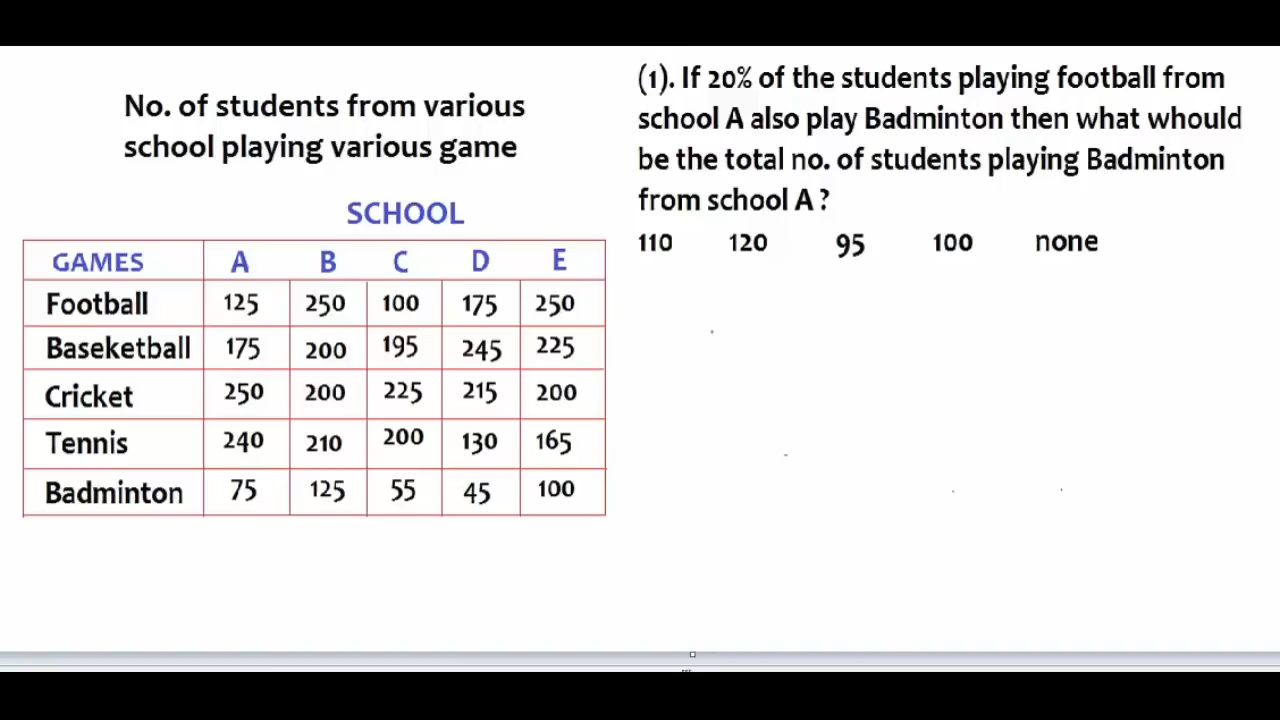 No. of students from various
school playing various game
SCHOOL
GAMES A B C D E
Football 125 250 100 175 250
Baseketball 175 200 195 245 225
Cricket 250 200 225 215 200
Tennis 240 210 200 130 165
Badminton 75 125 55 45 100
(1). If 20% of the students playing football from
school A also play Badminton then what whould
be the total no. of students playing Badminton
from school A ?
110 120 95 100 none